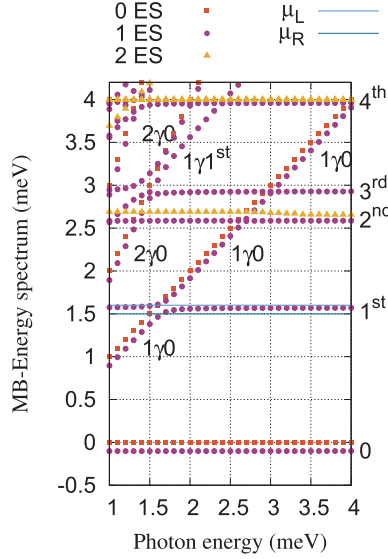 0 ES
1 ES
2 ES
μL
μR
MB-Energy spectrum (meV)
4
3.5
3
2.5
2
1.5
1
0.5
0
-0.5
1
1.5
2
2.5
3
3.5
4
Photon energy (meV)
4th
3rd
2nd
1st
0
2γ0
1γ1st
1γ0
2γ0
1γ0
1γ0